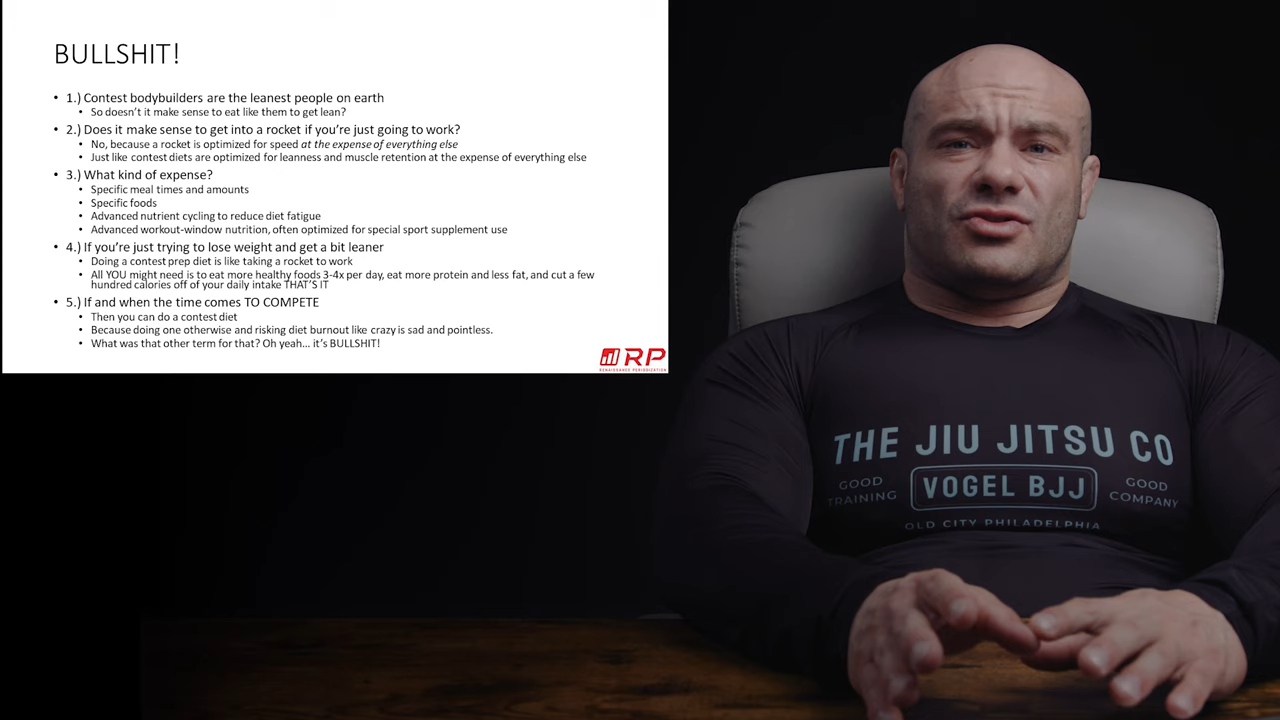 BULLSHIT!
• 1.) Contest bodybuilders are the leanest people on earth
• So doesn't it make sense to eat like them to get lean?
• 2.) Does it make sense to get into a rocket if you're just going to work?
• No, because a rocket is optimized for speed at the expense of everything else
• Just like contest diets are optimized for leanness and muscle retention at the expense of everything else
• 3.) What kind of expense?
• Specific meal times and amounts
• Specific foods
• Advanced nutrient cycling to reduce diet fatigue
• Advanced workout-window nutrition, often optimized for special sport supplement use
• 4.) If you're just trying to lose weight and get a bit leaner
• Doing a contest prep diet is like taking a rocket to work
• All YOU might need is to eat more healthy foods 3-4x per day, eat more protein and less fat, and cut a few
hundred calories off of your daily intake THAT'S IT
• 5.) If and when the time comes TO COMPETE
• Then you can do a contest diet
• Because doing one otherwise and risking diet burnout like crazy is sad and pointless.
• What was that other term for that? Oh yeah... it's BULLSHIT!
RP
RENAISSANCE PERIODIZATION
THE JIU JITSU CO
GOOD TRAINING
VOGEL BJJ
GOOD COMPANY
OLD CITY PHILADELPHIA